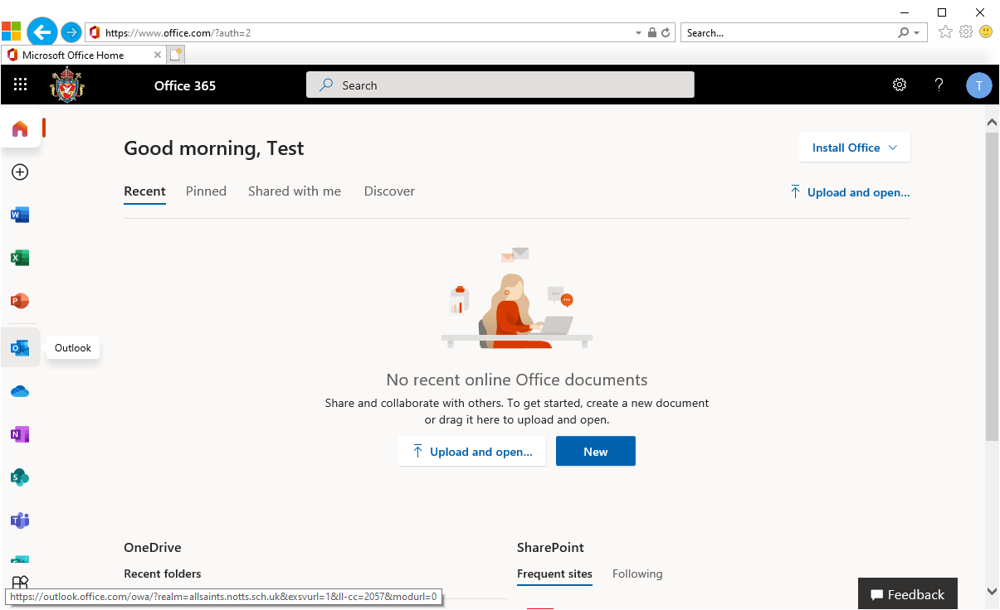 https://www.office.com/?auth=2
Search...
Microsoft Office Home
Office 365
Search
?
T
Good morning, Test
Install Office
Recent
Pinned
Shared with me
Discover
Upload and open...
W
X
P
O
Outlook
N
S
T
No recent online Office documents
Share and collaborate with others. To get started, create a new document
or drag it here to upload and open.
Upload and open...
New
OneDrive
SharePoint
Recent folders
Frequent sites
Following
https://outlook.office.com/owa/?realm=allsaints.notts.sch.uk&exsvurl=1&ll-cc=2057&modurl=0
Feedback